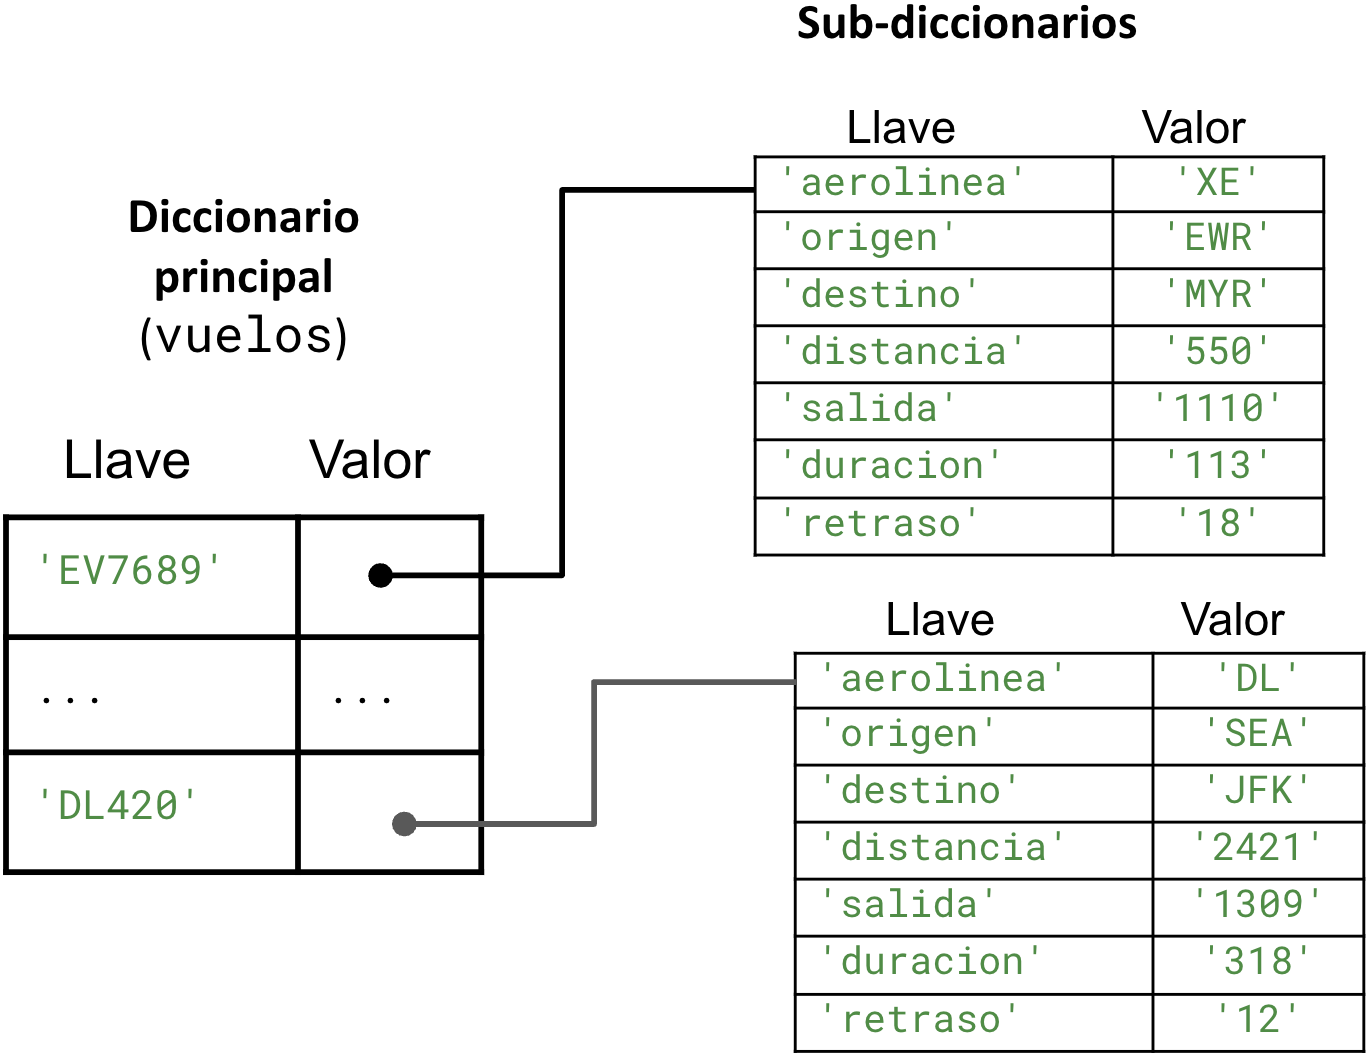 Sub-diccionarios
Diccionario
principal
(vuelos)
Llave Valor
'EV7689'
... ...
'DL420'
Llave Valor
'aerolinea' 'XE'
'origen' 'EWR'
'destino' 'MYR'
'distancia' '550'
'salida' '1110'
'duracion' '113'
'retraso' '18'
Llave Valor
'aerolinea' 'DL'
'origen' 'SEA'
'destino' 'JFK'
'distancia' '2421'
'salida' '1309'
'duracion' '318'
'retraso' '12'